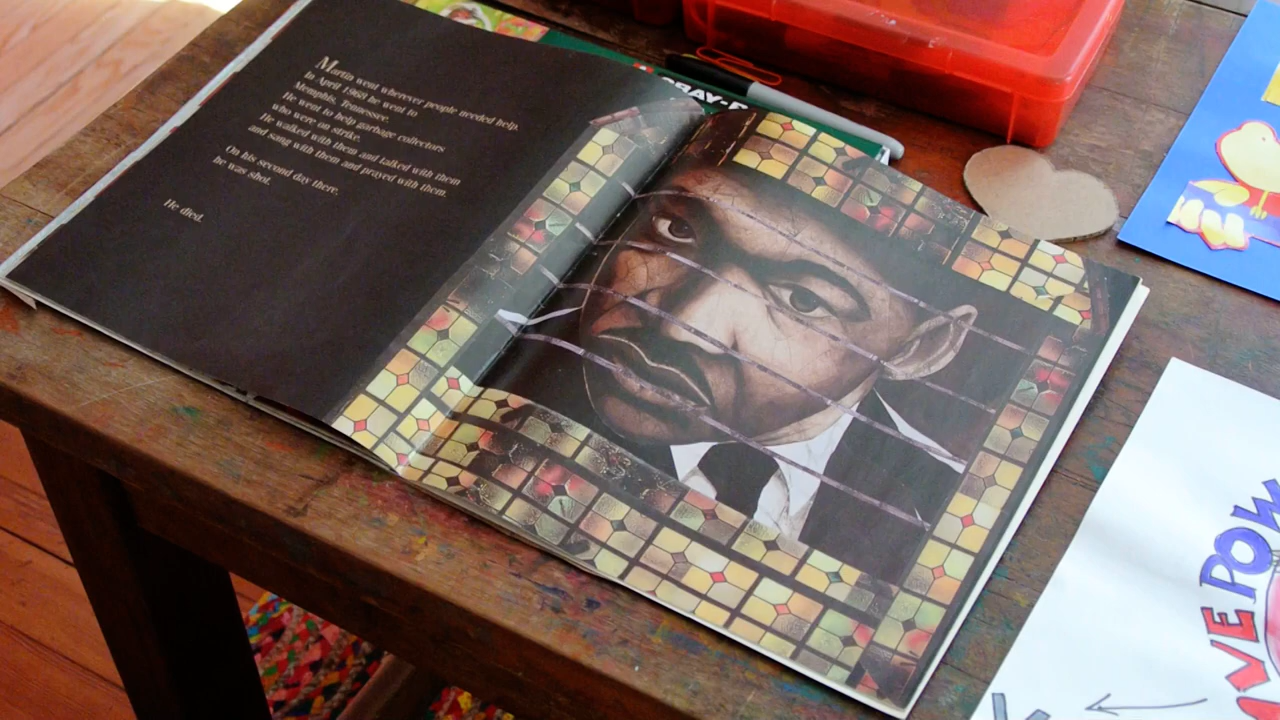 Martin went wherever people needed help.
In April 1968 he went to
Memphis, Tennessee.
He went to help garbage collectors
who were on strike.
He walked with them and talked with them
and sang with them and prayed with them.
On his second day there,
he was shot.
He died.